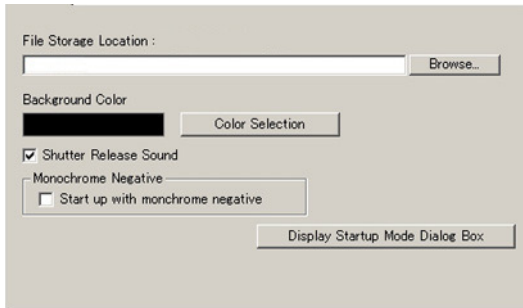 File Storage Location :
Browse...
Background Color
Color Selection
Shutter Release Sound
Monochrome Negative
Start up with monchrome negative
Display Startup Mode Dialog Box